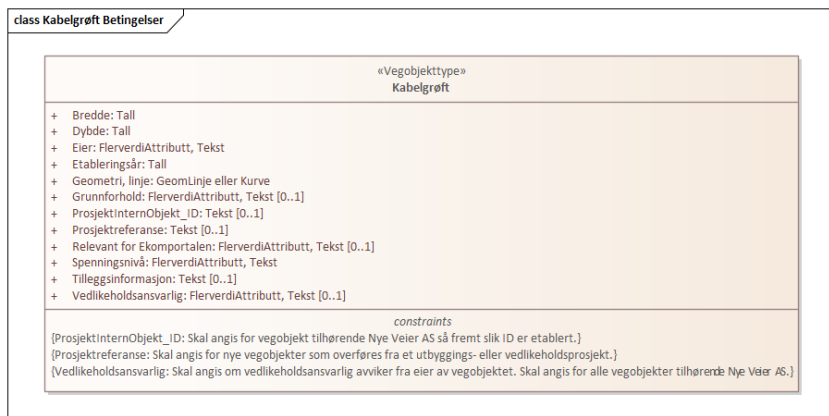 class Kabelgrøft Betingelser
«Vegobjekttype»
Kabelgrøft
+ Bredde: Tall
+ Dybde: Tall
+ Eier: FlerverdiAttributt, Tekst
+ Etableringsår: Tall
+ Geometri, linje: GeomLinje eller Kurve
+ Grunnforhold: FlerverdiAttributt, Tekst [0..1]
+ ProsjektInternObjekt_ID: Tekst [0..1]
+ Prosjektreferanse: Tekst [0..1]
+ Relevant for Ekomportalen: FlerverdiAttributt, Tekst [0..1]
+ Spenningsnivå: FlerverdiAttributt, Tekst
+ Tilleggsinformasjon: Tekst [0..1]
+ Vedlikeholdsansvarlig: FlerverdiAttributt, Tekst [0..1]
constraints
{ProsjektInternObjekt_ID: Skal angis for vegobjekt tilhørende Nye Veier AS så fremt slik ID er etablert.}
{Prosjektreferanse: Skal angis for nye vegobjekter som overføres fra et utbyggings- eller vedlikeholdsprosjekt.}
{Vedlikeholdsansvarlig: Skal angis om vedlikeholdsansvarlig avviker fra eier av vegobjektet. Skal angis for alle vegobjekter tilhørende Nye Veier AS.}